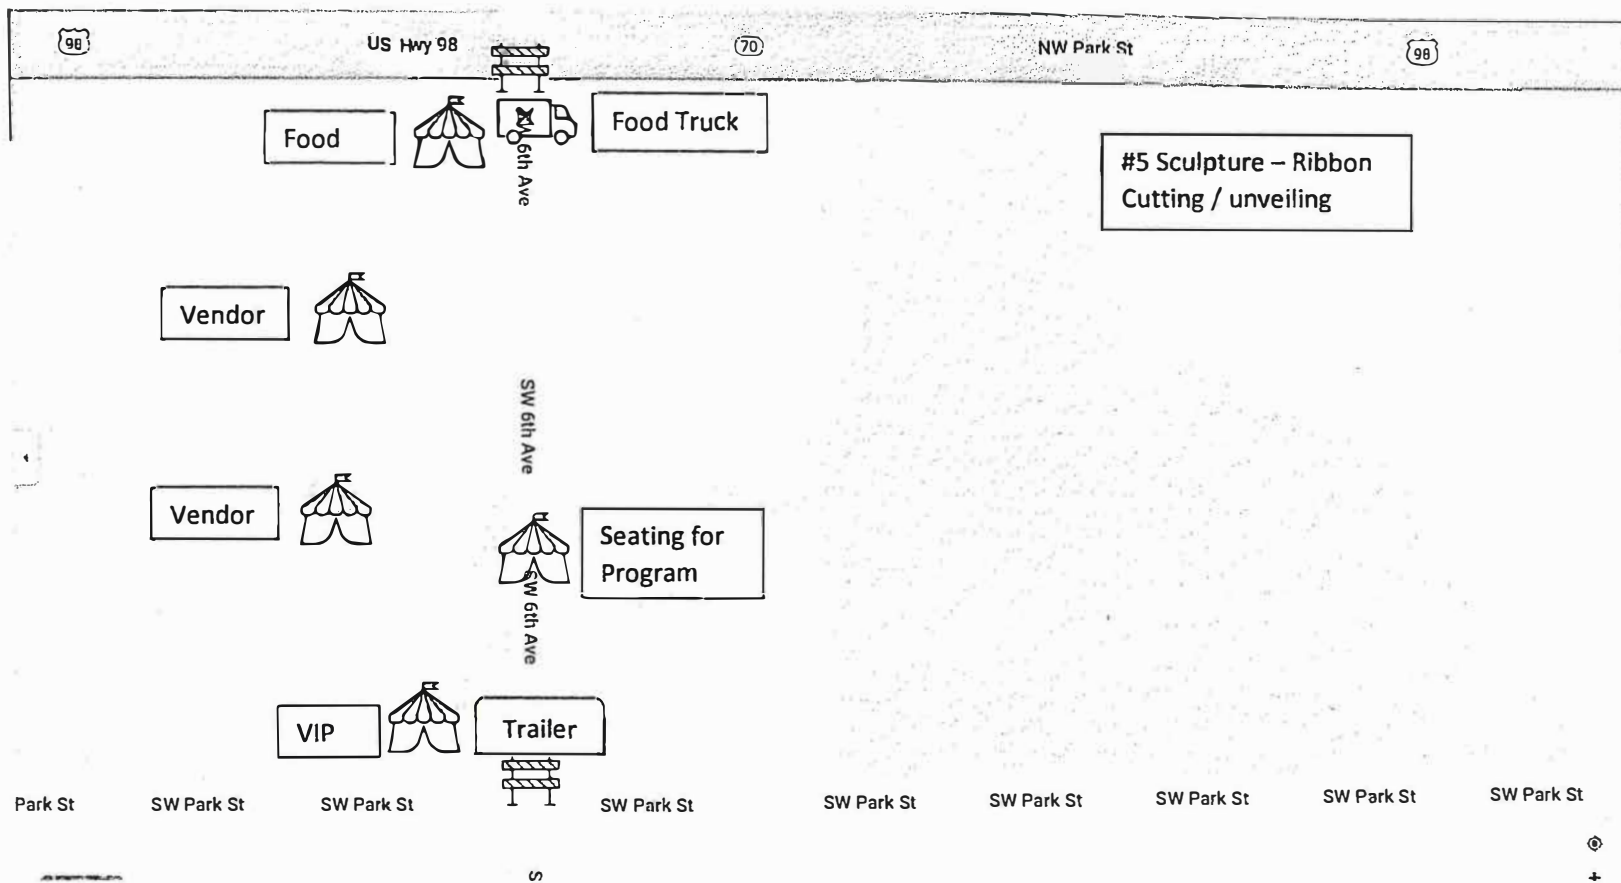 98
US Hwy 98
70
NW Park St
98
Food
Food Truck
6th Ave
#5 Sculpture – Ribbon
Cutting / unveiling
Vendor
SW 6th Ave
Vendor
Seating for
Program
SW 6th Ave
VIP
Trailer
Park St
SW Park St
SW Park St
SW Park St
SW Park St
SW Park St
SW Park St
SW Park St
SW Park St
S
+